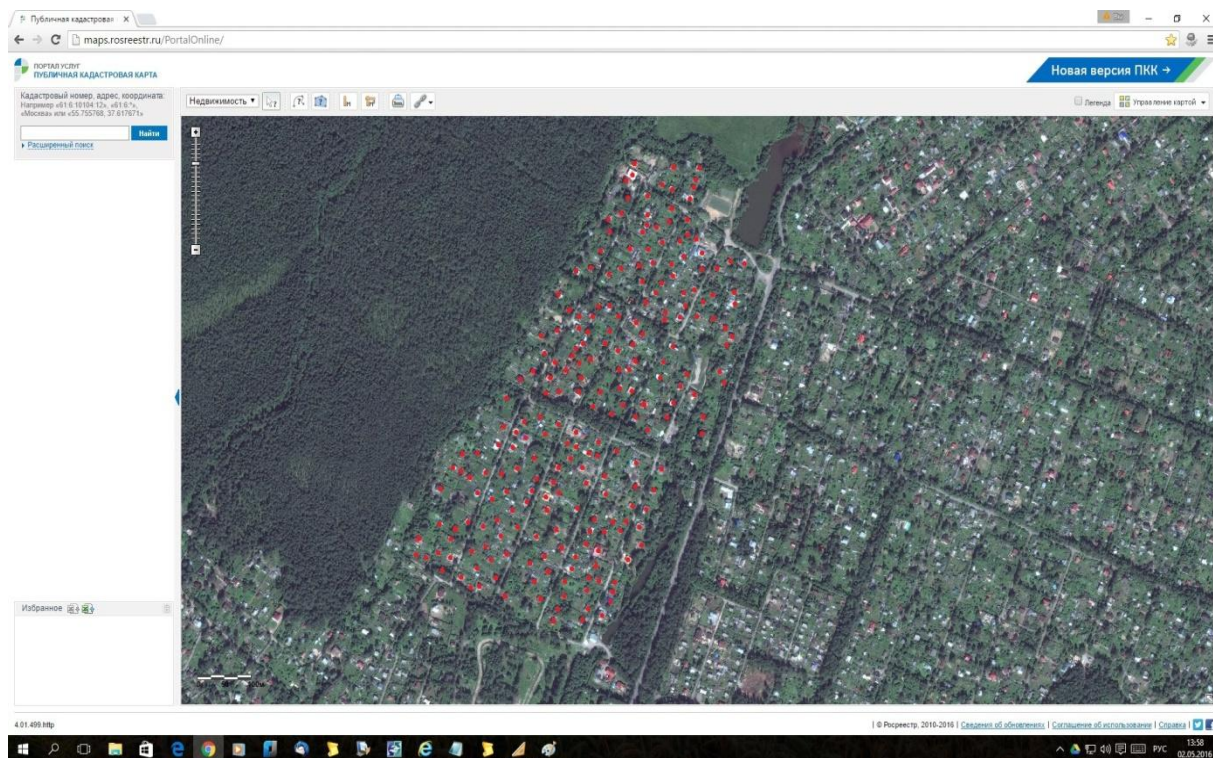 Публичная кадастровая
maps.rosreestr.ru/PortalOnline/
ПОРТАЛ УСЛУГ
ПУБЛИЧНАЯ КАДАСТРОВАЯ КАРТА
Новая версия ПКК →
Кадастровый номер, адрес, координата:
Например «61:6:10104:12», «61:6:*»,
«Москва» или «55.755768, 37.617671»
Найти
Расширенный поиск
Недвижимость
Легенда
Управление картой
Избранное
4.01.499.http
| © Росреестр, 2010-2016 | Сведения об обновлениях | Соглашение об использовании | Справка |
РУС
13:58
02.05.2016